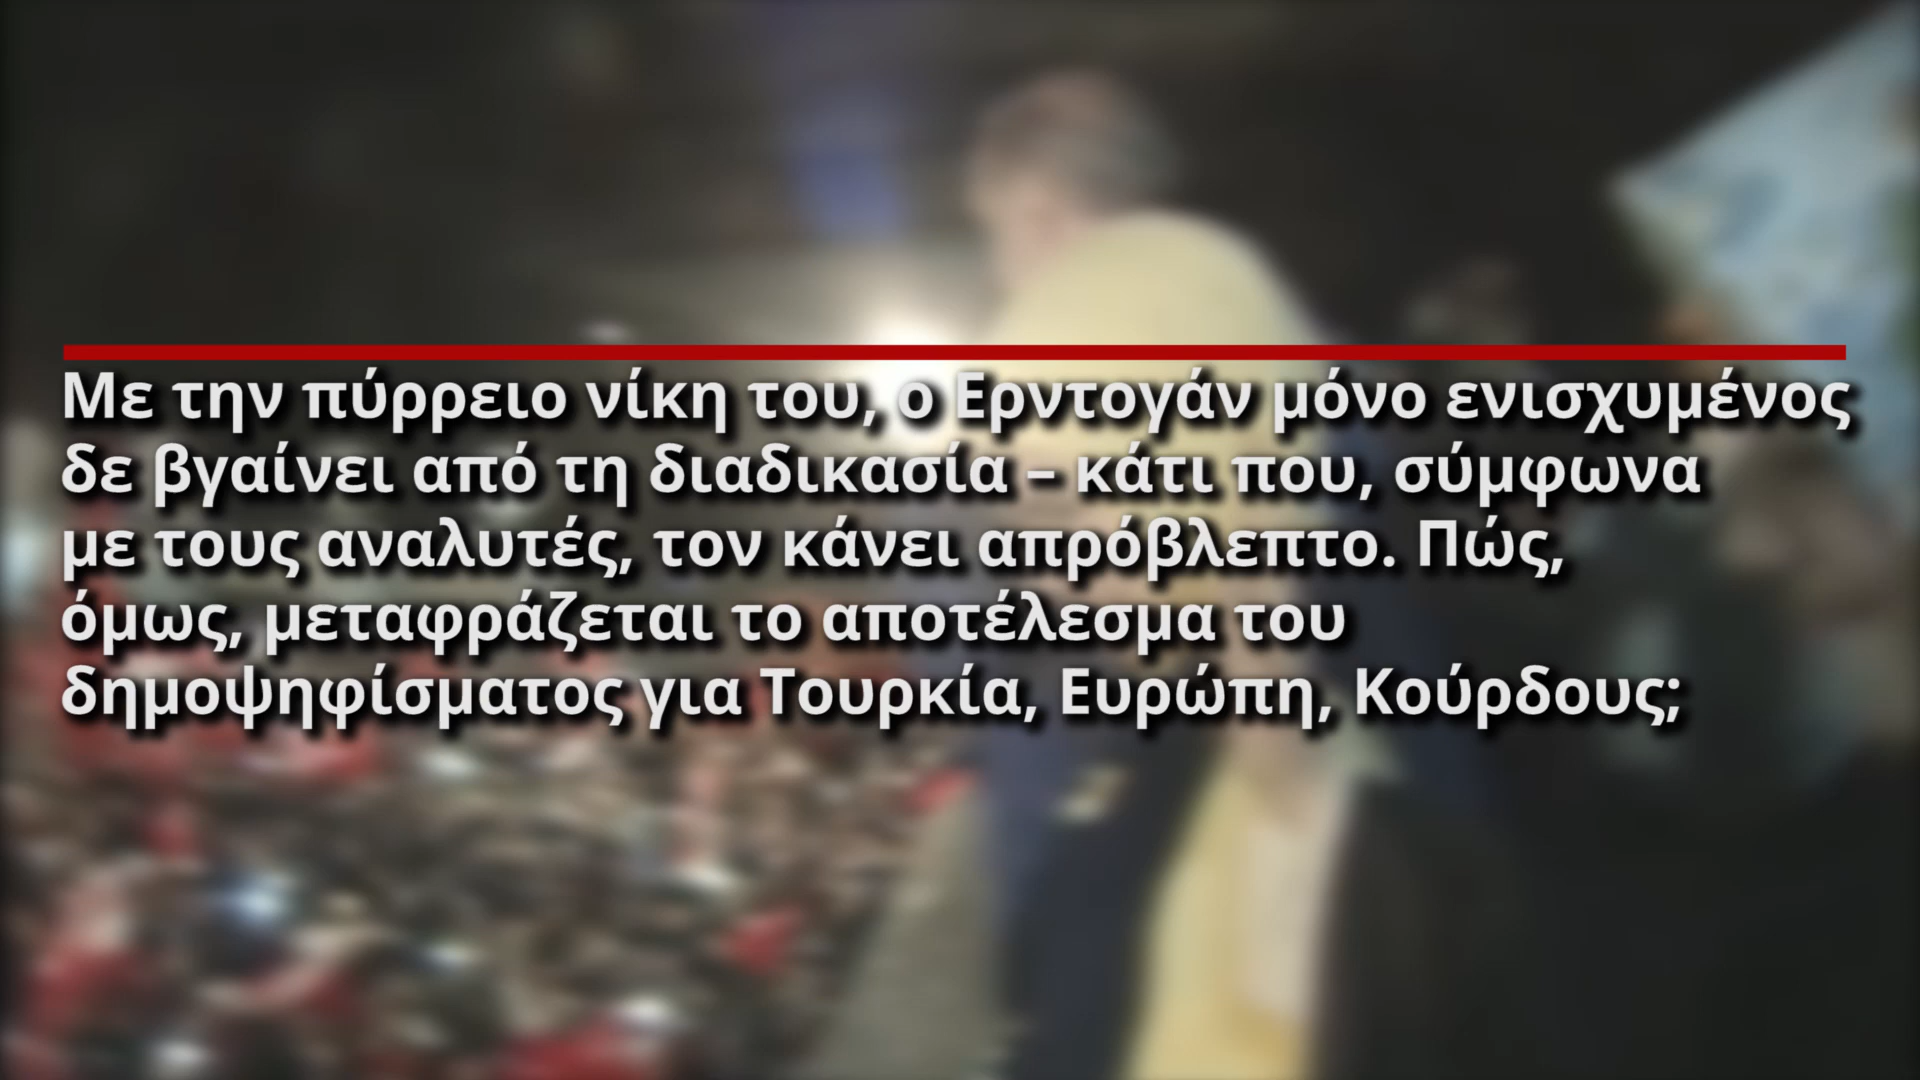 Με την πύρρειο νίκη του, ο Ερντογάν μόνο ενισχυμένος
δε βγαίνει από τη διαδικασία – κάτι που, σύμφωνα
με τους αναλυτές, τον κάνει απρόβλεπτο. Πώς,
όμως, μεταφράζεται το αποτέλεσμα του
δημοψηφίσματος για Τουρκία, Ευρώπη, Κούρδους;